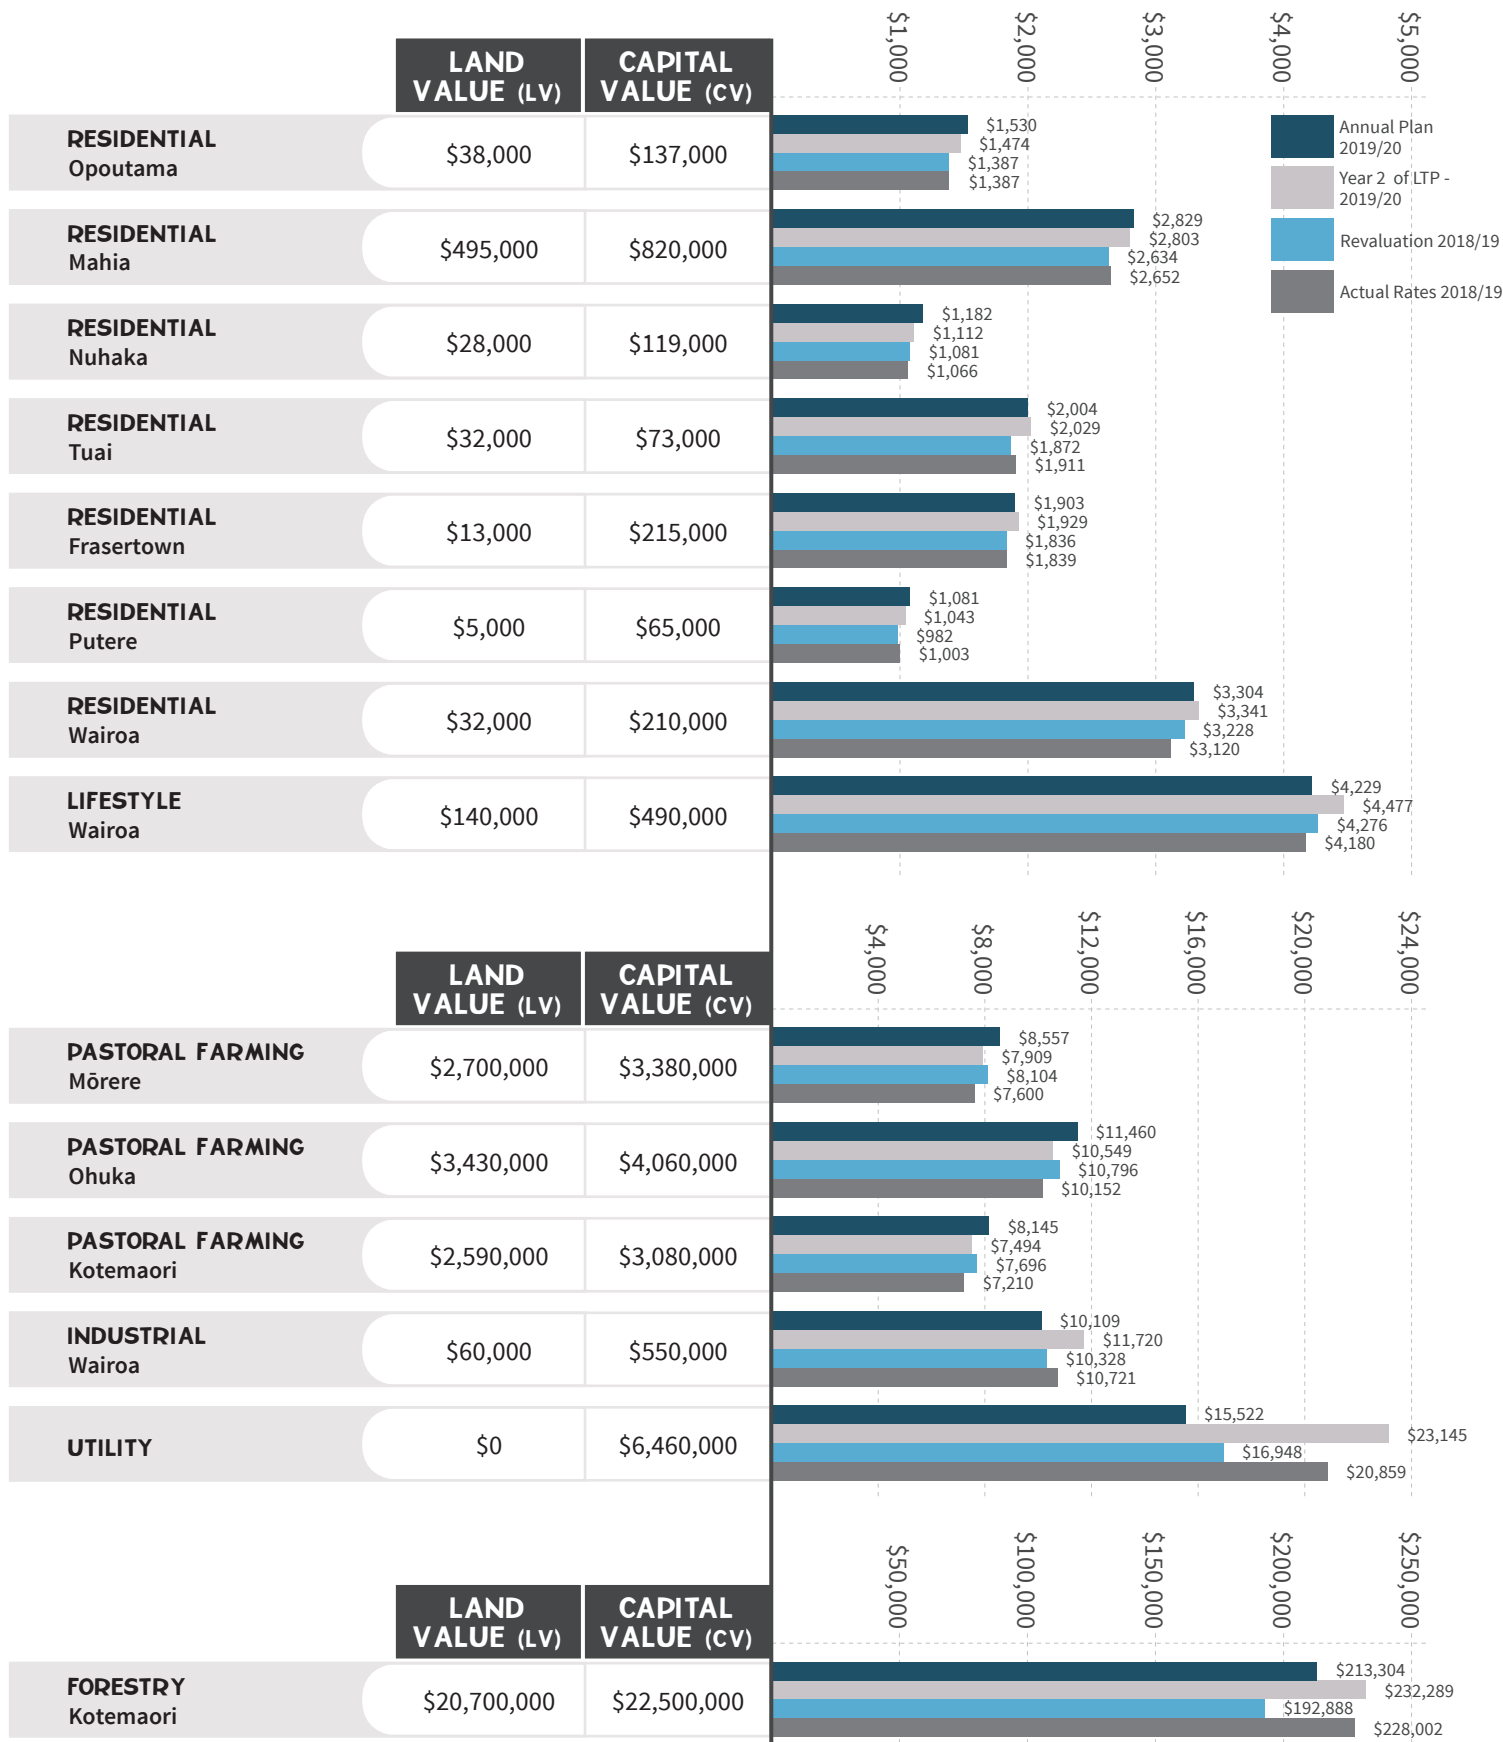 $1,000
$2,000
$3,000
$4,000
$5,000
LAND VALUE (LV)
CAPITAL VALUE (CV)
Annual Plan
2019/20
Year 2 of LTP -
2019/20
Revaluation 2018/19
Actual Rates 2018/19
RESIDENTIAL
Opoutama
$38,000
$137,000
$1,530
$1,474
$1,387
$1,387
RESIDENTIAL
Mahia
$495,000
$820,000
$2,829
$2,803
$2,634
$2,652
RESIDENTIAL
Nuhaka
$28,000
$119,000
$1,182
$1,112
$1,081
$1,066
RESIDENTIAL
Tuai
$32,000
$73,000
$2,004
$2,029
$1,872
$1,911
RESIDENTIAL
Frasertown
$13,000
$215,000
$1,903
$1,929
$1,836
$1,839
RESIDENTIAL
Putere
$5,000
$65,000
$1,081
$1,043
$982
$1,003
RESIDENTIAL
Wairoa
$32,000
$210,000
$3,304
$3,341
$3,228
$3,120
LIFESTYLE
Wairoa
$140,000
$490,000
$4,229
$4,477
$4,276
$4,180
$4,000
$8,000
$12,000
$16,000
$20,000
$24,000
LAND VALUE (LV)
CAPITAL VALUE (CV)
PASTORAL FARMING
Mōrere
$2,700,000
$3,380,000
$8,557
$7,909
$8,104
$7,600
PASTORAL FARMING
Ohuka
$3,430,000
$4,060,000
$11,460
$10,549
$10,796
$10,152
PASTORAL FARMING
Kotemaori
$2,590,000
$3,080,000
$8,145
$7,494
$7,696
$7,210
INDUSTRIAL
Wairoa
$60,000
$550,000
$10,109
$11,720
$10,328
$10,721
UTILITY
$0
$6,460,000
$15,522
$23,145
$16,948
$20,859
$50,000
$100,000
$150,000
$200,000
$250,000
LAND VALUE (LV)
CAPITAL VALUE (CV)
FORESTRY
Kotemaori
$20,700,000
$22,500,000
$213,304
$232,289
$192,888
$228,002